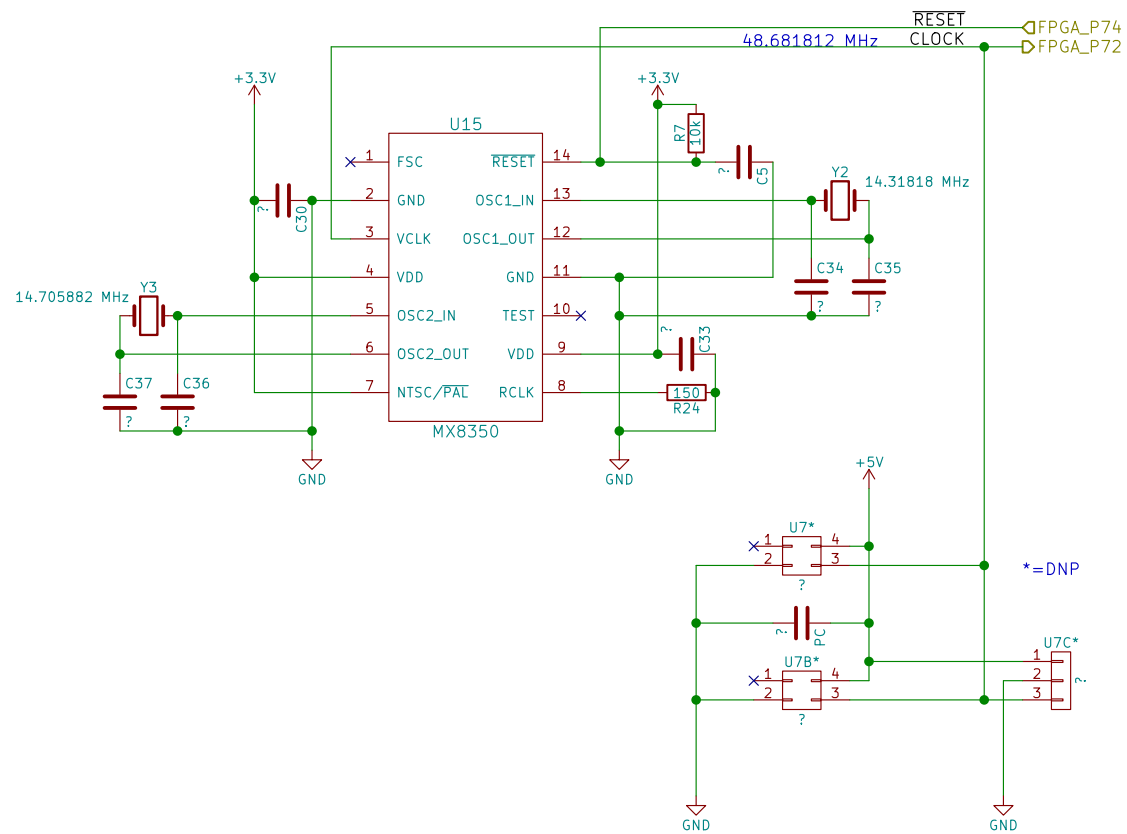 RESET
FPGA_P74
48.681812 MHz
CLOCK
FPGA_P72
+3.3V
+3.3V
U15
R7
10k
1
FSC
RESET
14
?
C5
Y2
14.31818 MHz
?
C30
2
GND
OSC1_IN
13
3
VCLK
OSC1_OUT
12
4
VDD
GND
11
C34
C35
?
?
14.705882 MHz
Y3
5
OSC2_IN
TEST
10
6
OSC2_OUT
VDD
9
?
C33
C37
C36
?
?
7
NTSC/PAL
RCLK
8
150
R24
MX8350
GND
GND
+5V
U7*
1
4
2
3
?
*=DNP
?
PC
U7B*
1
4
2
3
?
U7C*
1
2
3
?
GND
GND